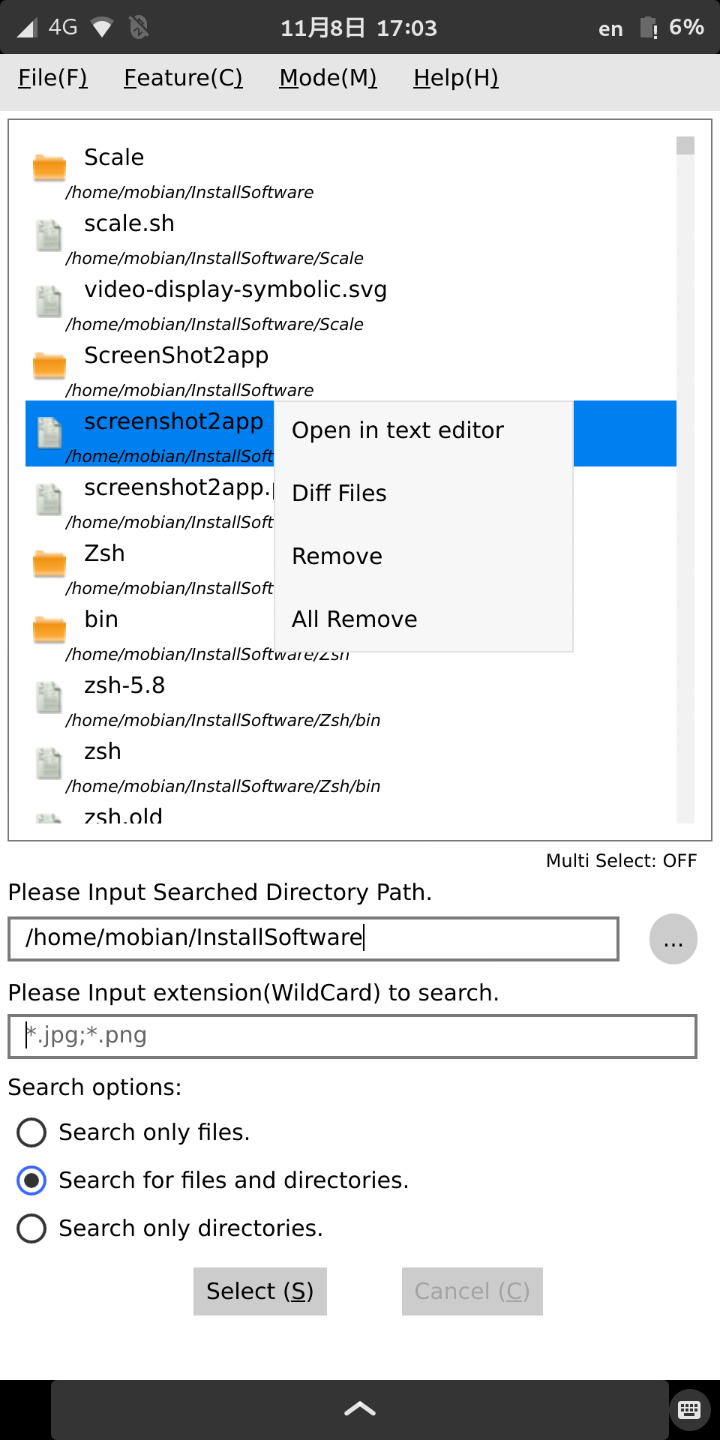 4G 11月8日 17:03 en 6%
File(F) Feature(C) Mode(M) Help(H)
Scale
/home/mobian/InstallSoftware
scale.sh
/home/mobian/InstallSoftware/Scale
video-display-symbolic.svg
/home/mobian/InstallSoftware/Scale
ScreenShot2app
/home/mobian/InstallSoftware
screenshot2app
/home/mobian/InstallSoft
screenshot2app.
/home/mobian/InstallSoft
Zsh
/home/mobian/InstallSoft
bin
/home/mobian/InstallSoftware/Zsh
zsh-5.8
/home/mobian/InstallSoftware/Zsh/bin
zsh
/home/mobian/InstallSoftware/Zsh/bin
zsh.old
Open in text editor
Diff Files
Remove
All Remove
Multi Select: OFF
Please Input Searched Directory Path.
/home/mobian/InstallSoftware
...
Please Input extension(WildCard) to search.
*.jpg;*.png
Search options:
Search only files.
Search for files and directories.
Search only directories.
Select (S) Cancel (C)